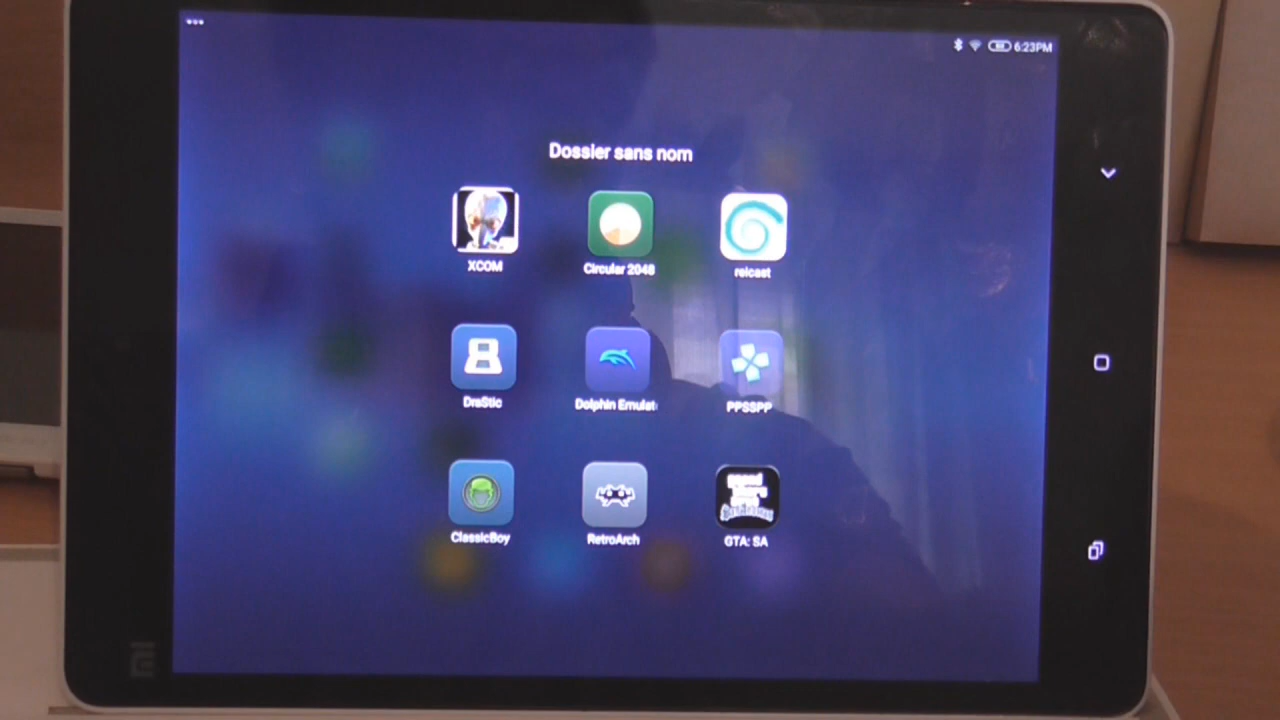 6:23PM
Dossier sans nom
XCOM
Circular 2048
reicast
DraStic
Dolphin Emulat
PPSSPP
ClassicBoy
RetroArch
GTA: SA